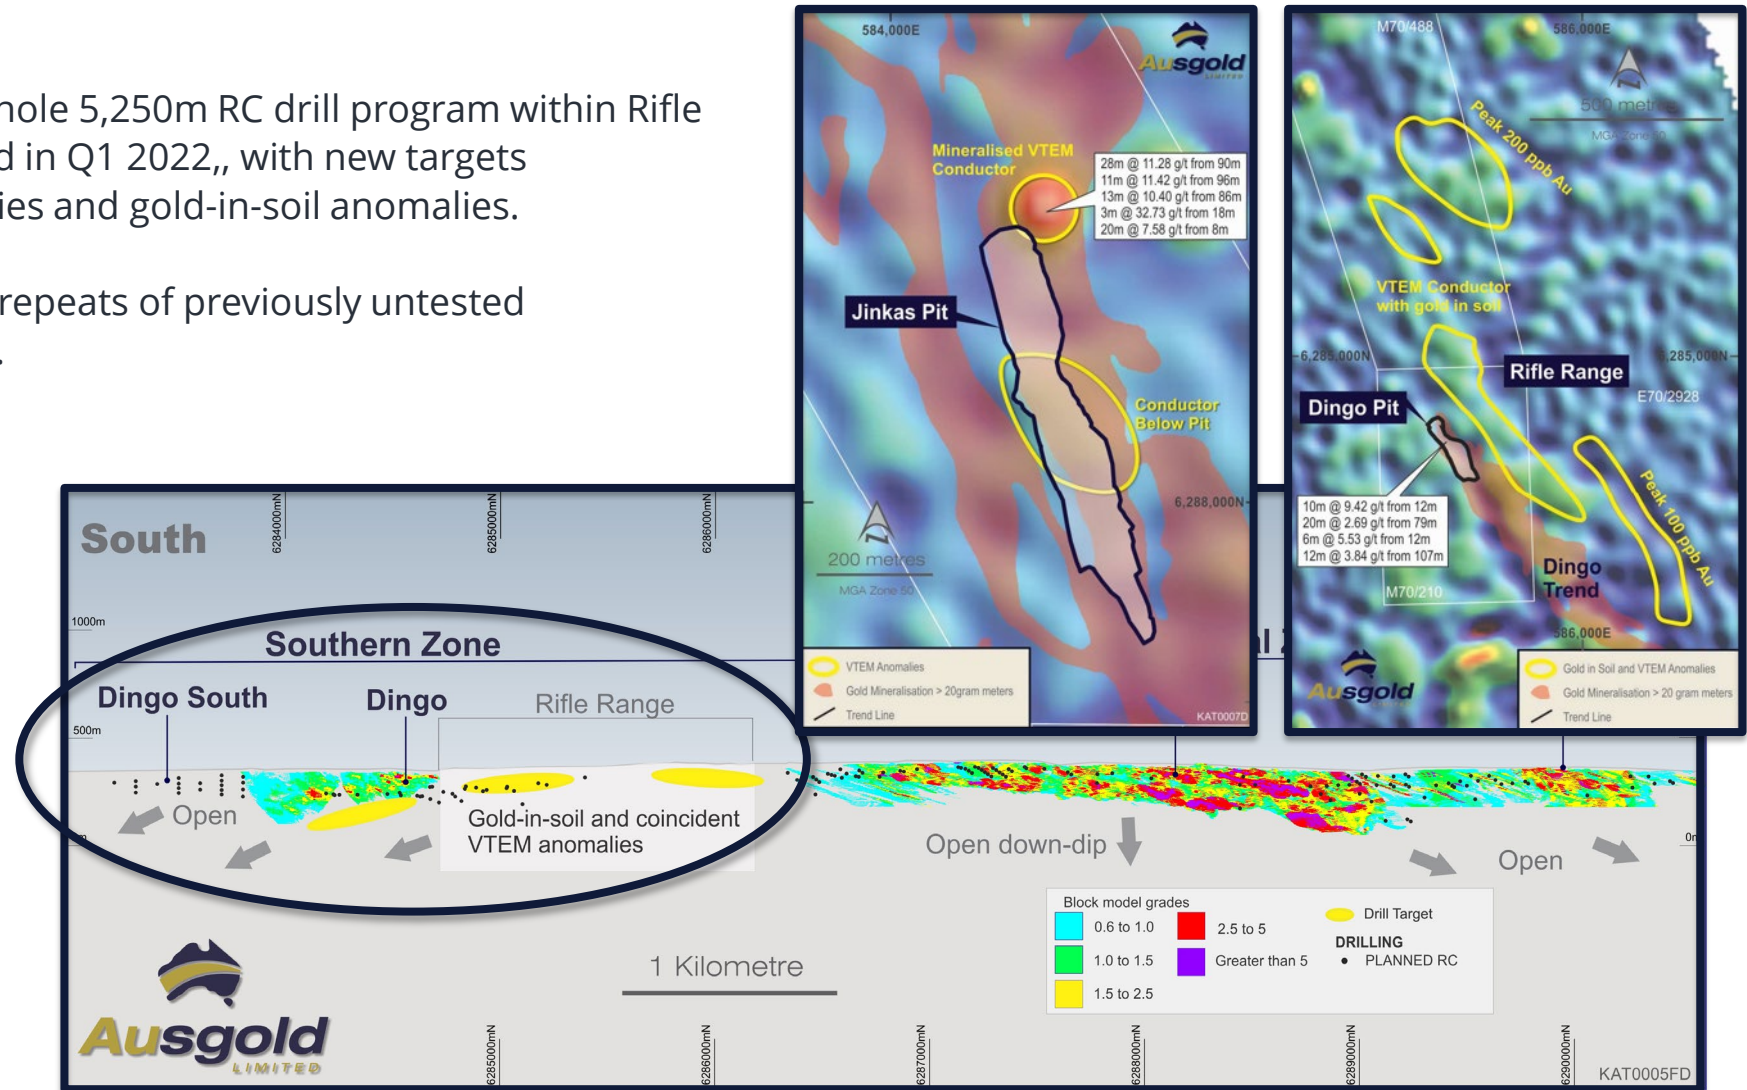 hole 5,250m RC drill program within Rifle
d in Q1 2022,, with new targets
ies and gold-in-soil anomalies.
repeats of previously untested
.
584,000E
Ausgold
LIMITED
Mineralised VTEM
Conductor
28m @ 11.28 g/t from 90m
11m @ 11.42 g/t from 96m
13m @ 10.40 g/t from 86m
3m @ 32.73 g/t from 18m
20m @ 7.58 g/t from 8m
Jinkas Pit
Conductor
Below Pit
6,288,000N
200 metres
MGA Zone 50
VTEM Anomalies
Gold Mineralisation > 20gram meters
Trend Line
KAT0007D
M70/488
586,000E
500 metres
MGA Zone 50
Peak 200 ppb Au
VTEM Conductor
with gold in soil
6,285,000N
6,285,000N
Rifle Range
E70/2928
Dingo Pit
10m @ 9.42 g/t from 12m
20m @ 2.69 g/t from 79m
6m @ 5.53 g/t from 12m
12m @ 3.84 g/t from 107m
Peak 100 ppb Au
Dingo
Trend
M70/210
586,000E
Ausgold
LIMITED
Gold in Soil and VTEM Anomalies
Gold Mineralisation > 20 gram meters
Trend Line
South
6284000mN
6285000mN
6286000mN
1000m
Southern Zone
Dingo South
Dingo
Rifle Range
500m
Open
Gold-in-soil and coincident
VTEM anomalies
Open down-dip
Open
Block model grades
0.6 to 1.0
1.0 to 1.5
1.5 to 2.5
2.5 to 5
Greater than 5
Drill Target
DRILLING
PLANNED RC
1 Kilometre
Ausgold
LIMITED
6285000mN
6286000mN
6287000mN
6288000mN
6289000mN
6290000mN
KAT0005FD